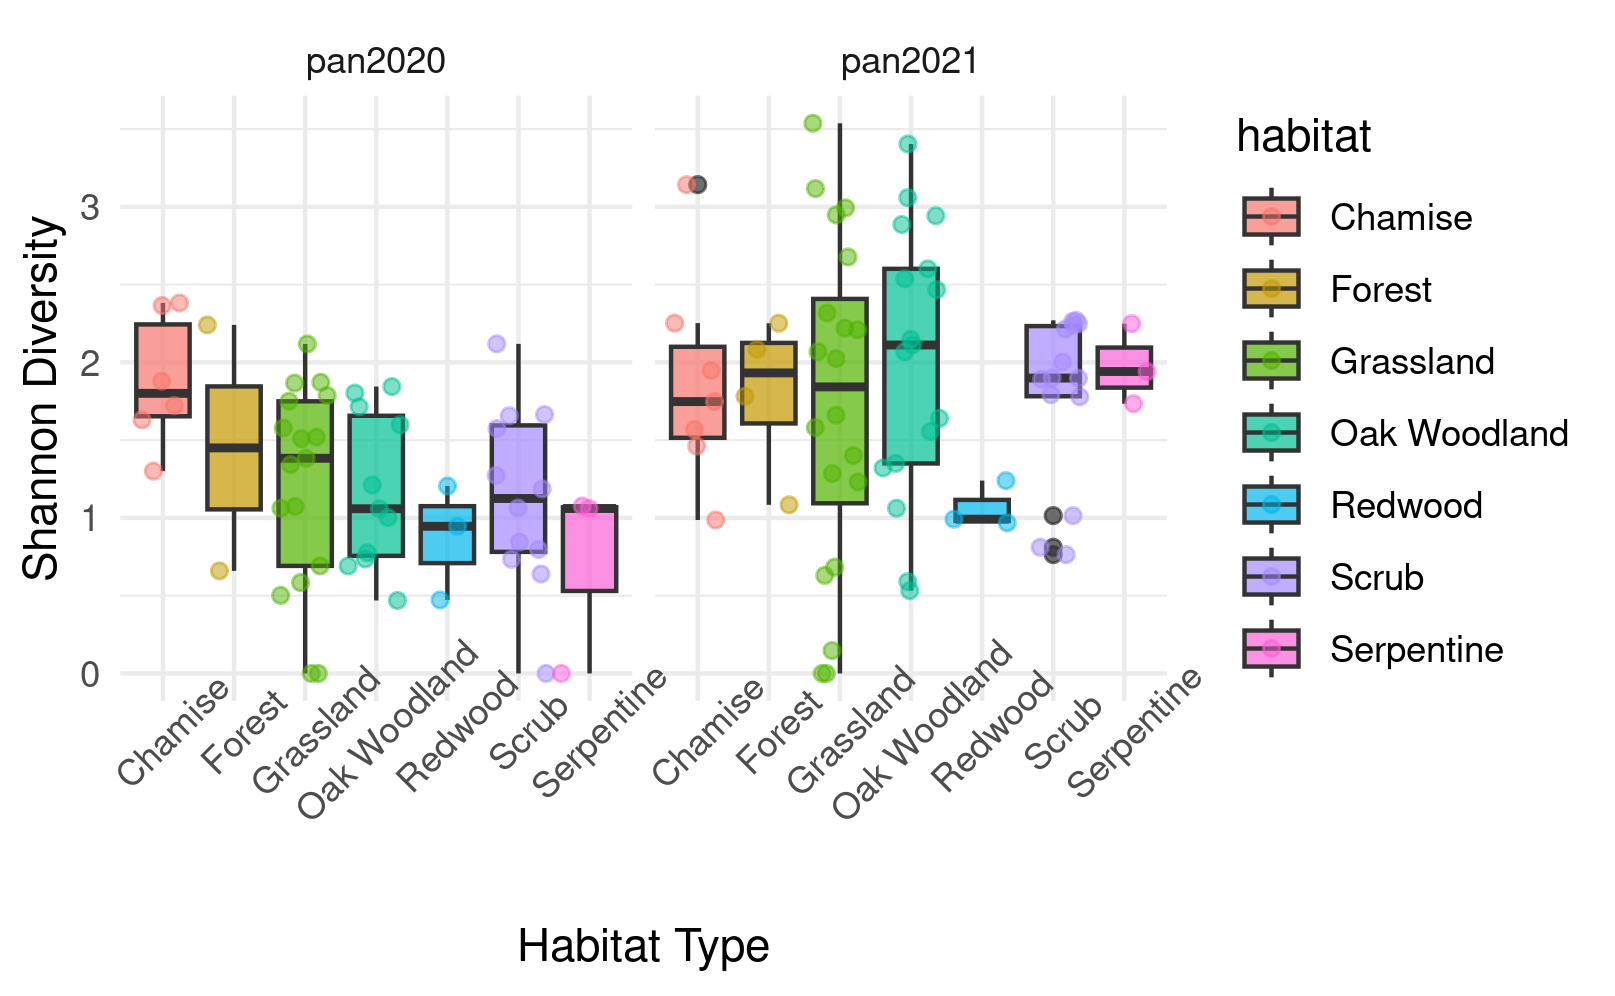 pan2020
pan2021
Shannon Diversity
3
2
1
0
Chamise
Forest
Grassland
Oak Woodland
Redwood
Scrub
Serpentine
Chamise
Forest
Grassland
Oak Woodland
Redwood
Scrub
Serpentine
Habitat Type
habitat
Chamise
Forest
Grassland
Oak Woodland
Redwood
Scrub
Serpentine